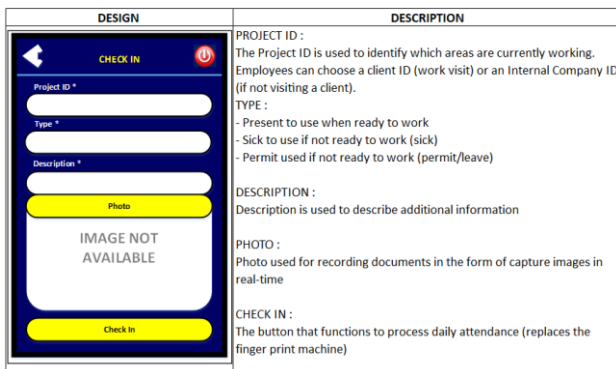 DESIGN
DESCRIPTION
CHECK IN
Project ID *
Type *
Description *
Photo
IMAGE NOT
AVAILABLE
Check In
PROJECT ID :
The Project ID is used to identify which areas are currently working.
Employees can choose a client ID (work visit) or an Internal Company ID
(if not visiting a client).
TYPE :
- Present to use when ready to work
- Sick to use if not ready to work (sick)
- Permit used if not ready to work (permit/leave)
DESCRIPTION :
Description is used to describe additional information
PHOTO :
Photo used for recording documents in the form of capture images in
real-time
CHECK IN :
The button that functions to process daily attendance (replaces the
finger print machine)